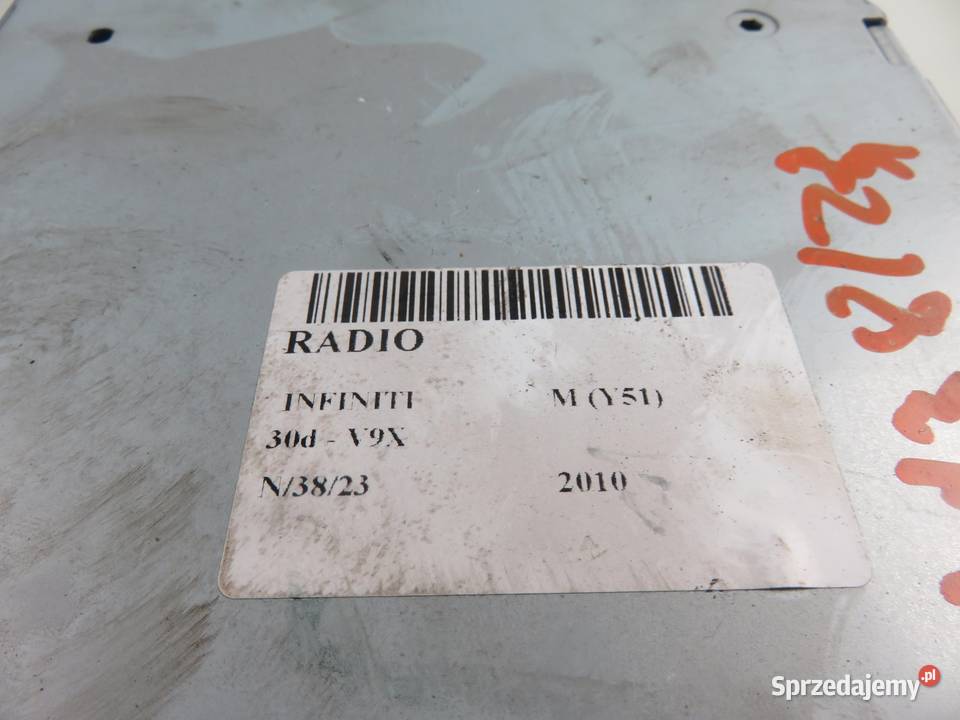 RADIO
INFINITI M (Y51)
30d - V9X
N/38/23 2010
Sprzedajemy.pl